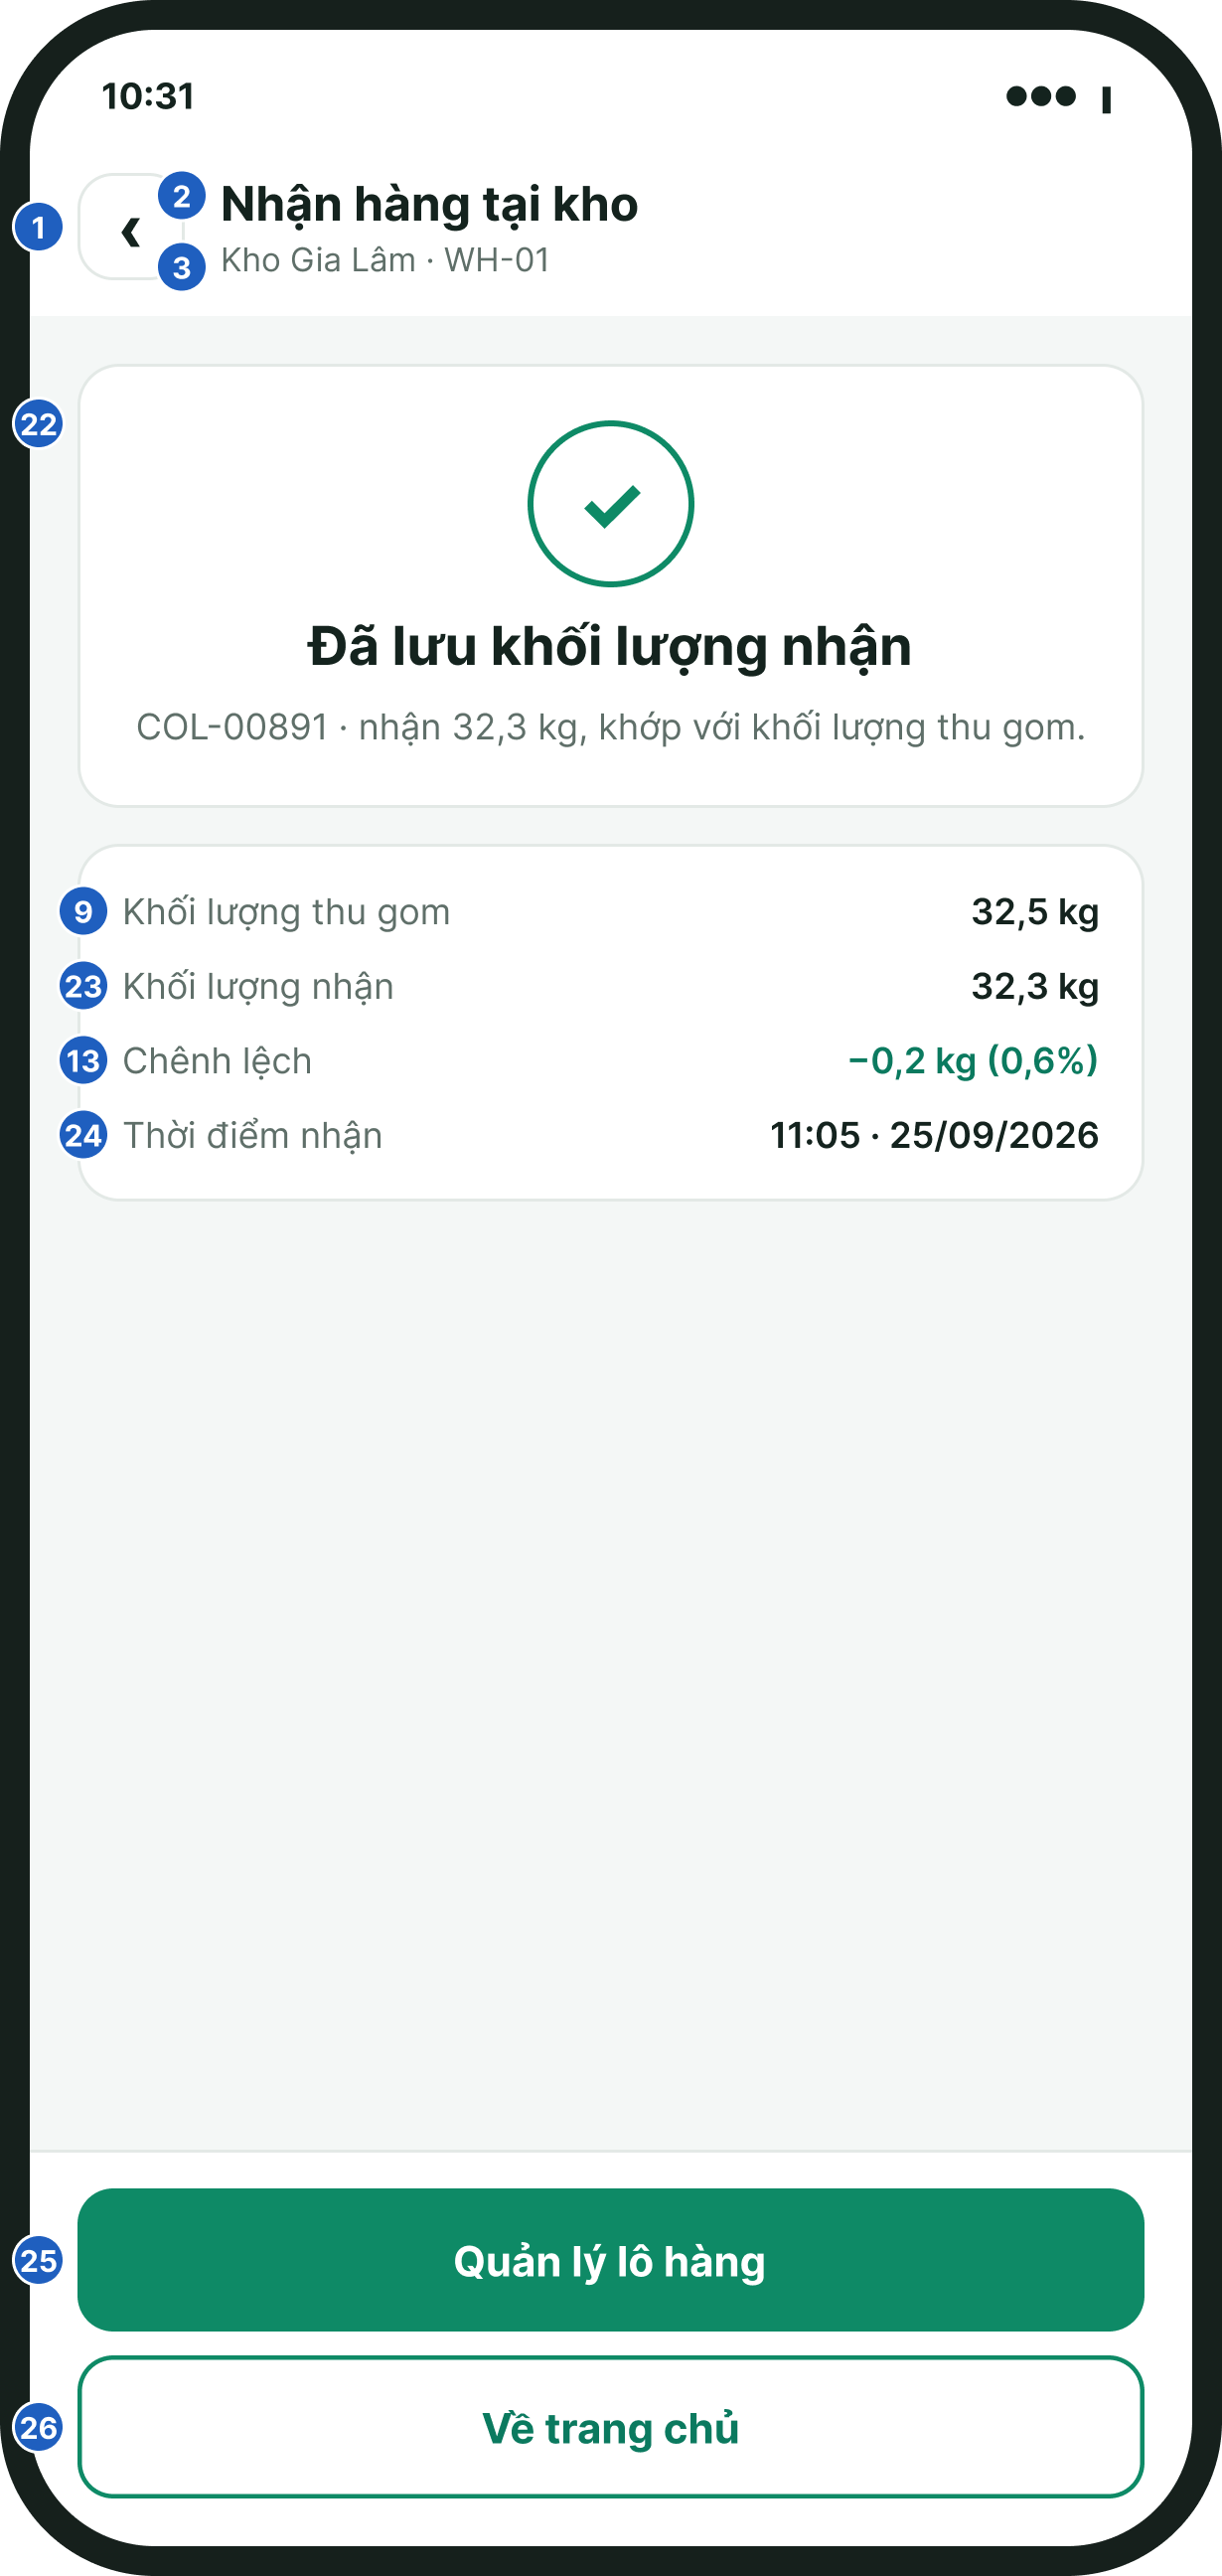 10:31
1
2
Nhận hàng tại kho
3
Kho Gia Lâm · WH-01
22
Đã lưu khối lượng nhận
COL-00891 · nhận 32,3 kg, khớp với khối lượng thu gom.
9 Khối lượng thu gom 32,5 kg
23 Khối lượng nhận 32,3 kg
13 Chênh lệch −0,2 kg (0,6%)
24 Thời điểm nhận 11:05 · 25/09/2026
25 Quản lý lô hàng
26 Về trang chủ